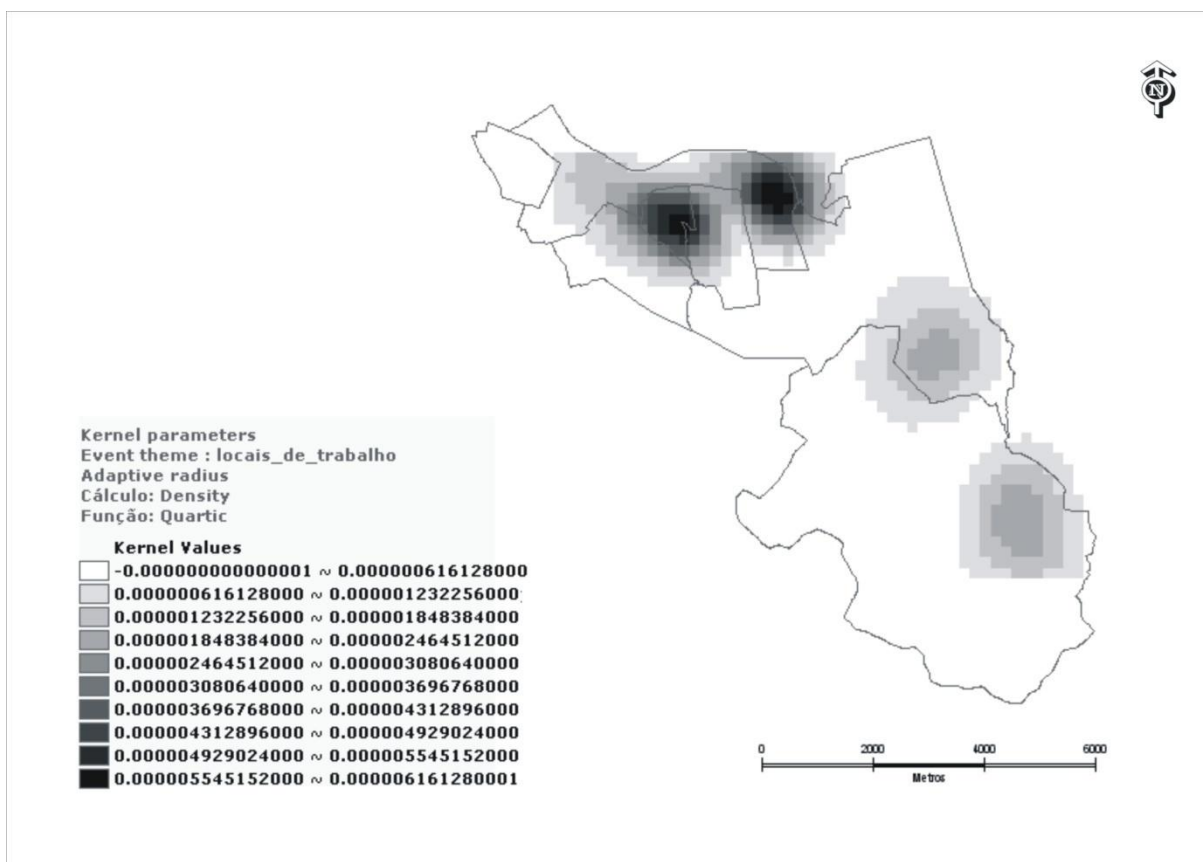 N
Kernel parameters
Event theme : locais_de_trabalho
Adaptive radius
Cálculo: Density
Função: Quartic
Kernel Values
-0.000000000000001 ~ 0.000000616128000
0.000000616128000 ~ 0.000001232256000
0.000001232256000 ~ 0.000001848384000
0.000001848384000 ~ 0.000002464512000
0.000002464512000 ~ 0.000003080640000
0.000003080640000 ~ 0.000003696768000
0.000003696768000 ~ 0.000004312896000
0.000004312896000 ~ 0.000004929024000
0.000004929024000 ~ 0.000005545152000
0.000005545152000 ~ 0.000006161280001
0 2000 4000 6000
Metros